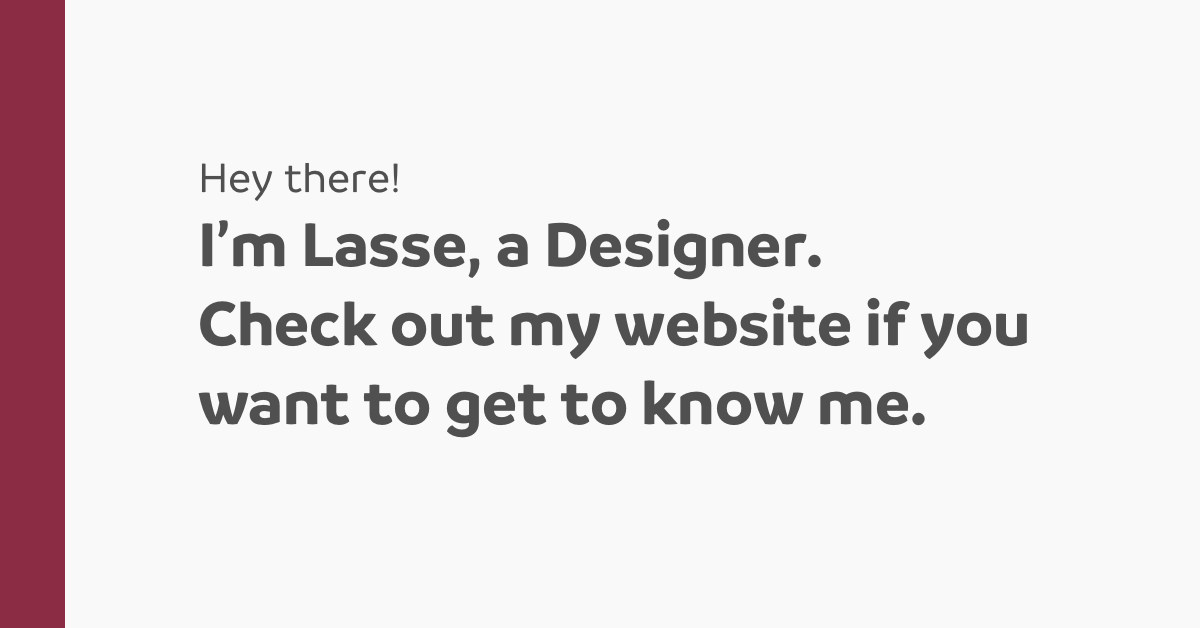 Hey there!
I’m Lasse, a Designer.
Check out my website if you
want to get to know me.